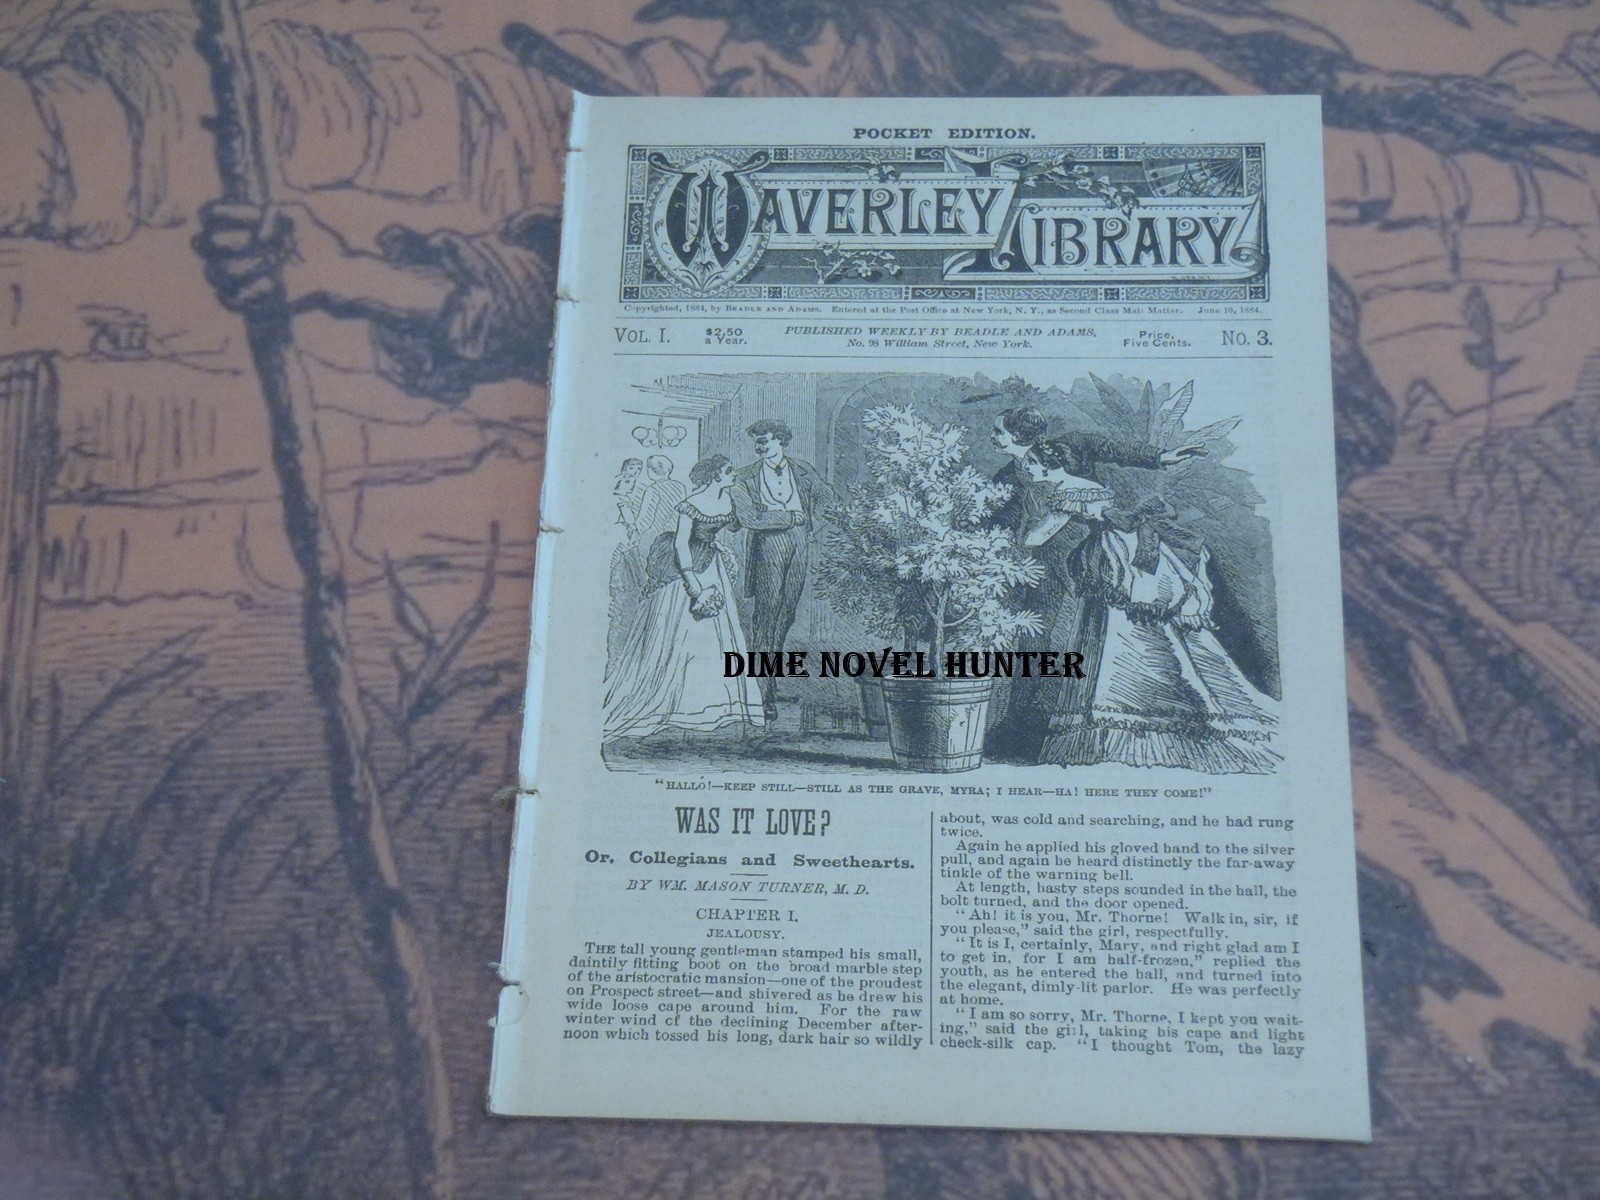 POCKET EDITION.
WAVERLEY LIBRARY
Copyrighted, 1884, by BEADLE AND ADAMS. Entered at the Post Office at New York, N. Y., as Second Class Mail Matter. June 10, 1884.
VOL. I. $2,50 a Year. PUBLISHED WEEKLY BY BEADLE AND ADAMS, No. 98 William Street, New York. Price, Five Cents. No. 3.
DIME NOVEL HUNTER
"HALLO!—KEEP STILL—STILL AS THE GRAVE, MYRA; I HEAR—HA! HERE THEY COME!"
WAS IT LOVE?
Or, Collegians and Sweethearts.
BY WM. MASON TURNER, M. D.
CHAPTER I.
JEALOUSY.
THE tall young gentleman stamped his small,
daintily fitting boot on the broad marble step
of the aristocratic mansion—one of the proudest
on Prospect street—and shivered as he drew his
wide loose cape around him. For the raw
winter wind of the declining December after-
noon which tossed his long, dark hair so wildly
about, was cold and searching, and he had rung
twice.
Again he applied his gloved hand to the silver
pull, and again he heard distinctly the far-away
tinkle of the warning bell.
At length, hasty steps sounded in the hall, the
bolt turned, and the door opened.
"Ah! it is you, Mr. Thorne! Walk in, sir, if
you please," said the girl, respectfully.
"It is I, certainly, Mary, and right glad am I
to get in, for I am half-frozen," replied the
youth, as he entered the hall, and turned into
the elegant, dimly-lit parlor. He was perfectly
at home.
"I am so sorry, Mr. Thorne, I kept you wait-
ing," said the girl, taking his cape and light
check-silk cap. "I thought Tom, the lazy